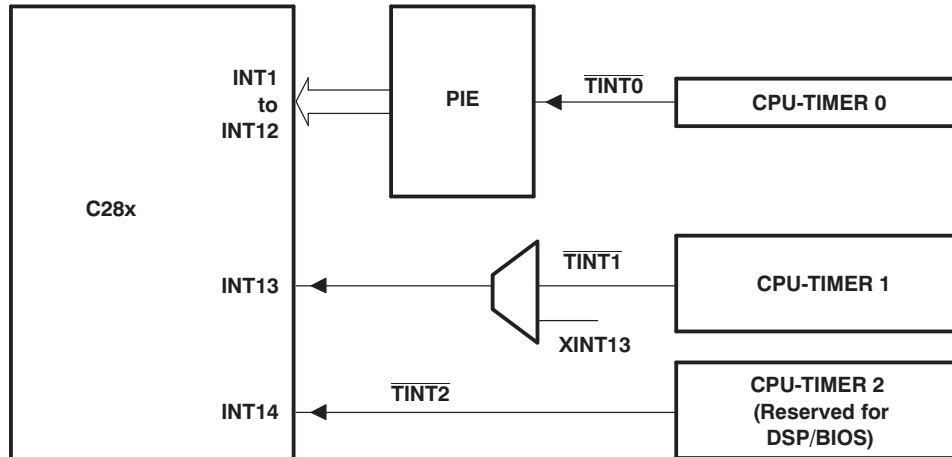 INT1
to
INT12
PIE
TINT0
CPU-TIMER 0
C28x
INT13
TINT1
CPU-TIMER 1
XINT13
INT14
TINT2
CPU-TIMER 2
(Reserved for
DSP/BIOS)